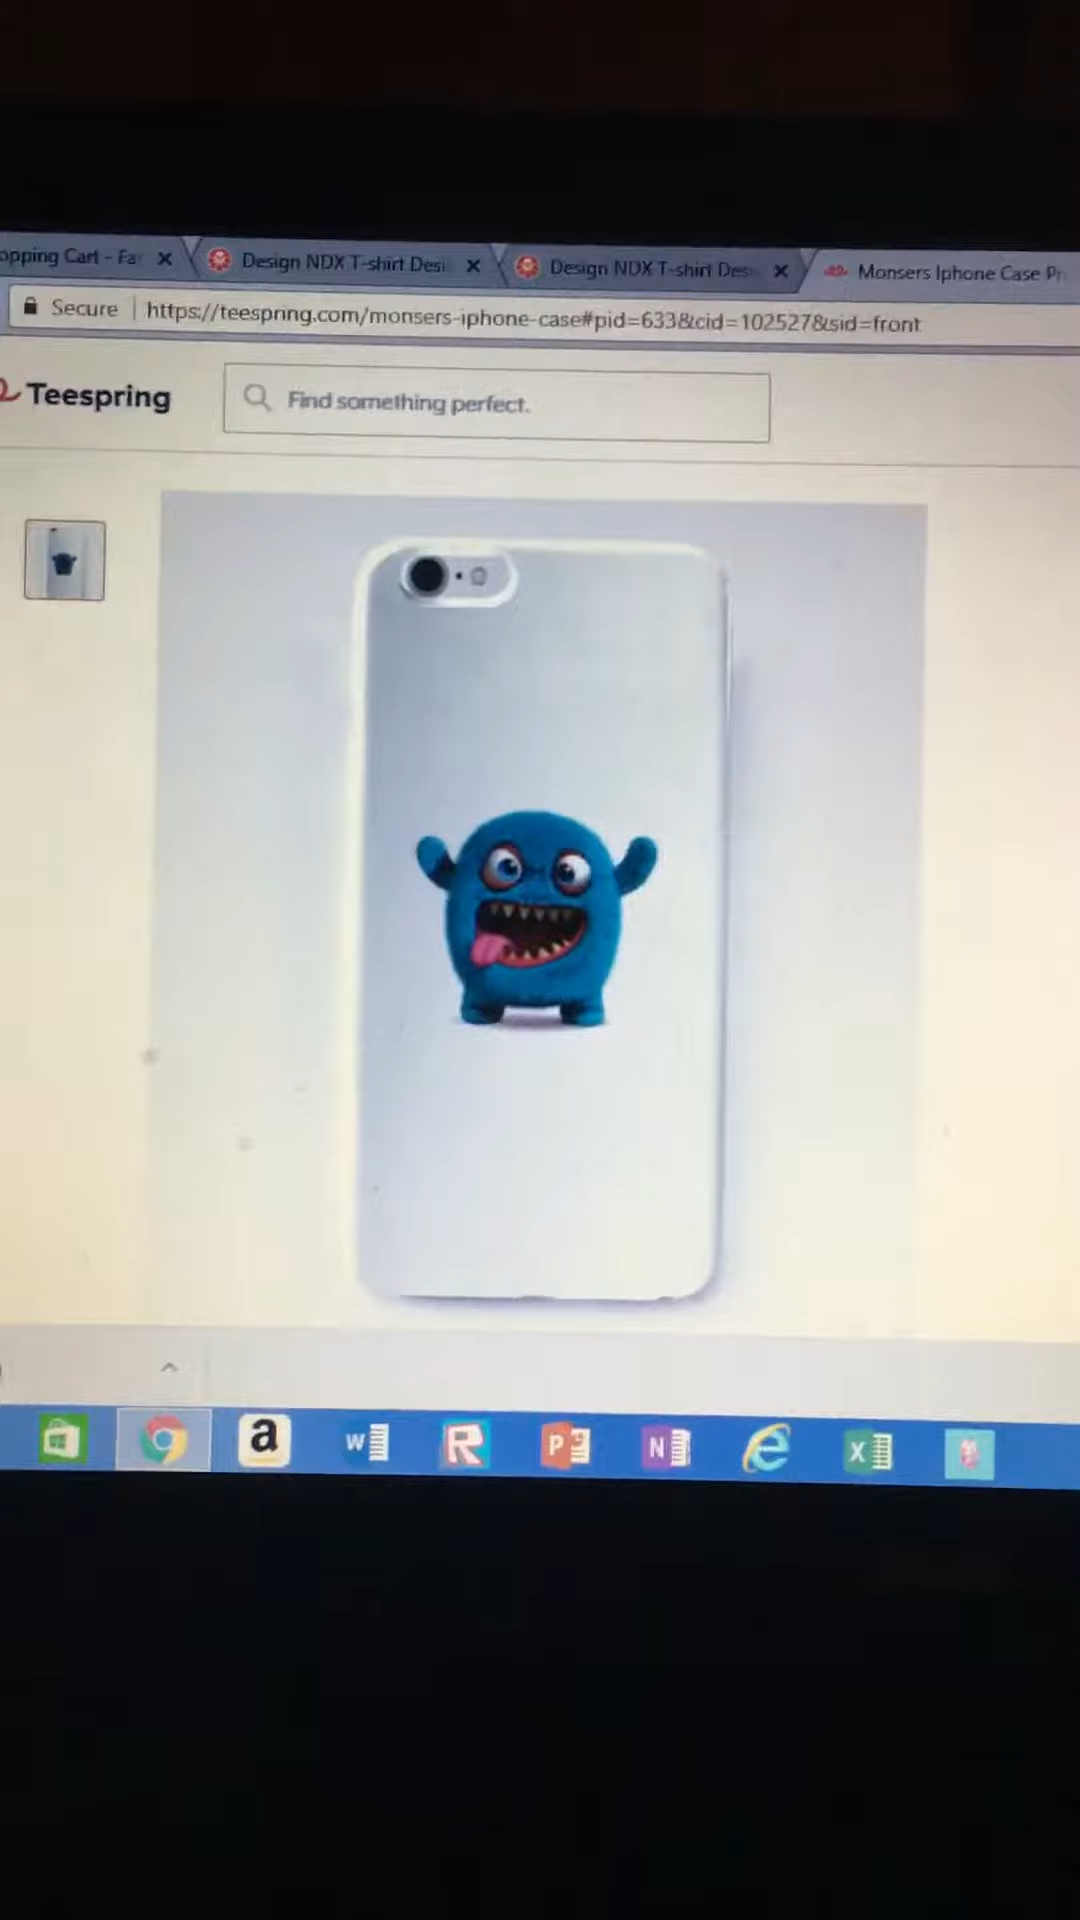 opping Cart - Fa
Design NDX T-shirt Desi
Design NDX T-shirt Des
Monsers Iphone Case Pr
Secure
https://teespring.com/monsers-iphone-case#pid=633&cid=102527&sid=front
Teespring
Find something perfect.
a
W
R
P
N
e
X